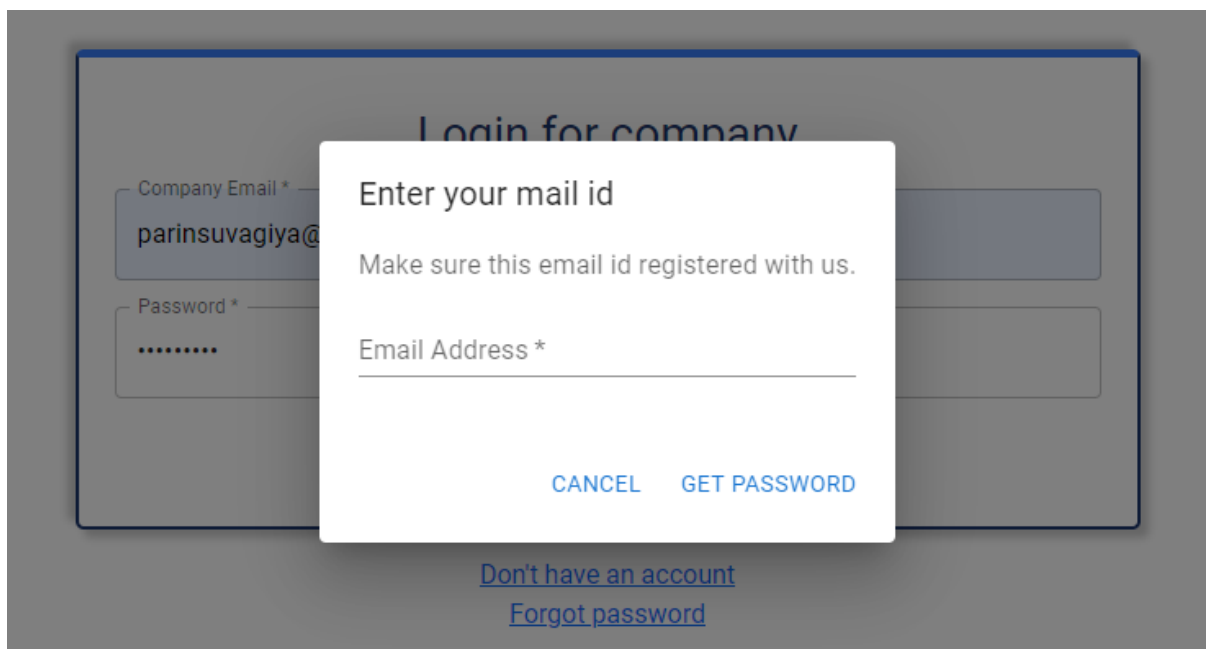 Login for company
Company Email *
parinsuvagiya@
Password *
•••••••••
Enter your mail id
Make sure this email id registered with us.
Email Address *
CANCEL GET PASSWORD
Don't have an account
Forgot password